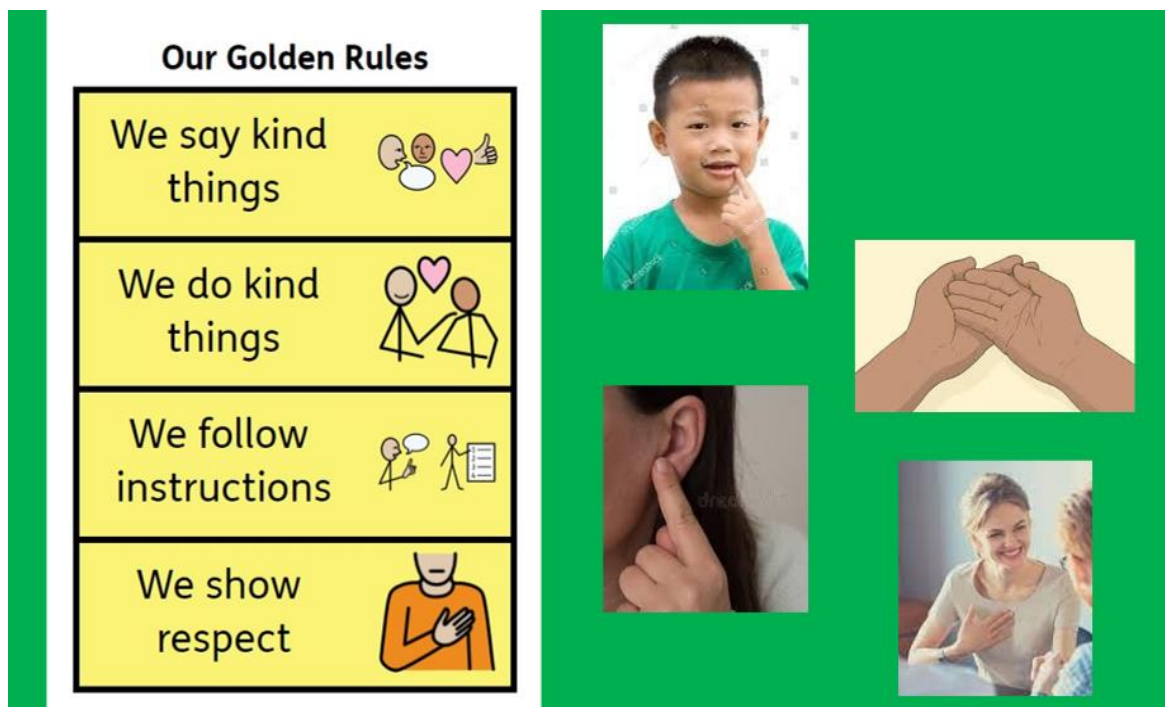 Our Golden Rules
We say kind
things
We do kind
things
We follow
instructions
We show
respect